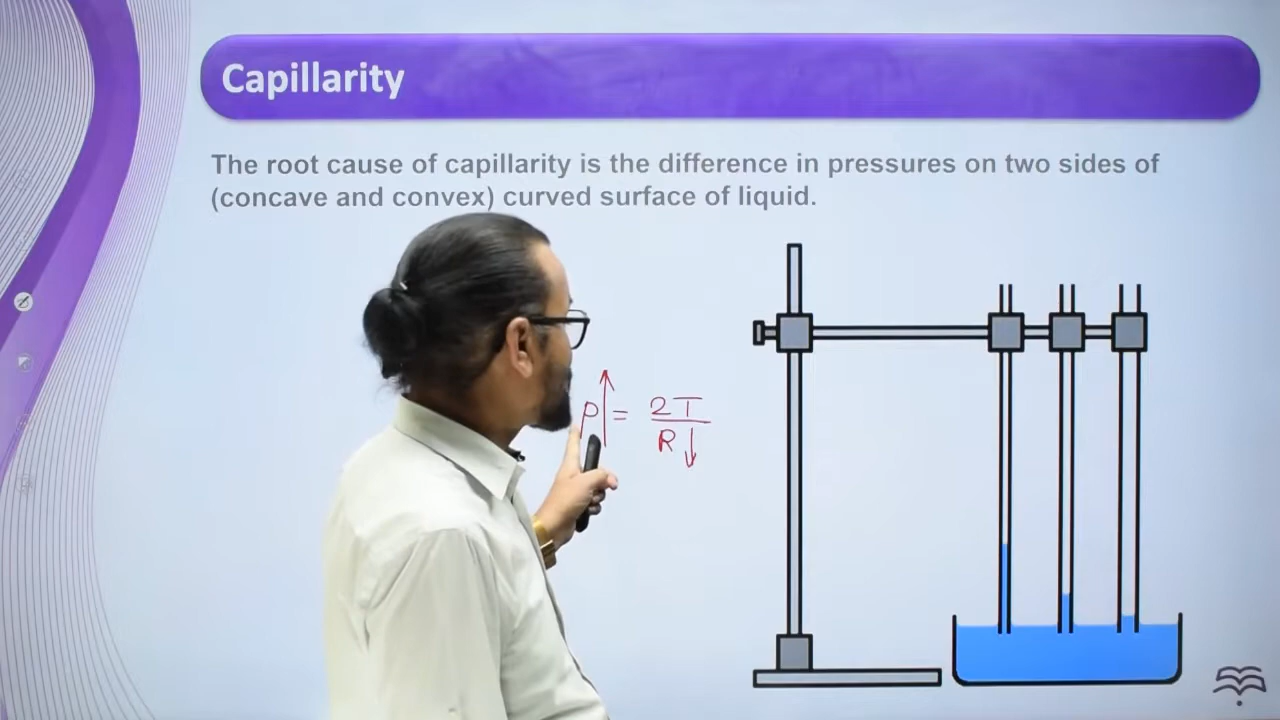 Capillarity
The root cause of capillarity is the difference in pressures on two sides of
(concave and convex) curved surface of liquid.
P↑ = 2T
R↓